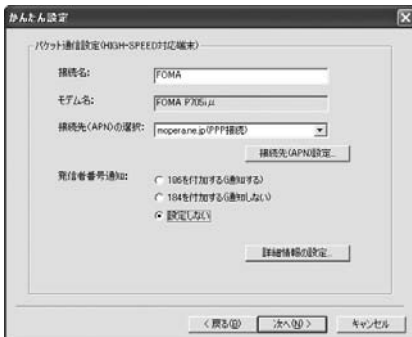 かんたん設定
パケット通信設定(HIGH-SPEED対応端末)
接続名: FOMA
モデム名: FOMA P705iμ
接続先(APN)の選択: mopera.ne.jp(PPP接続)
接続先(APN)設定...
発信者番号通知:
186を付加する(通知する)
184を付加する(通知しない)
設定しない
詳細情報の設定...
< 戻る(B)
次へ(N) >
キャンセル